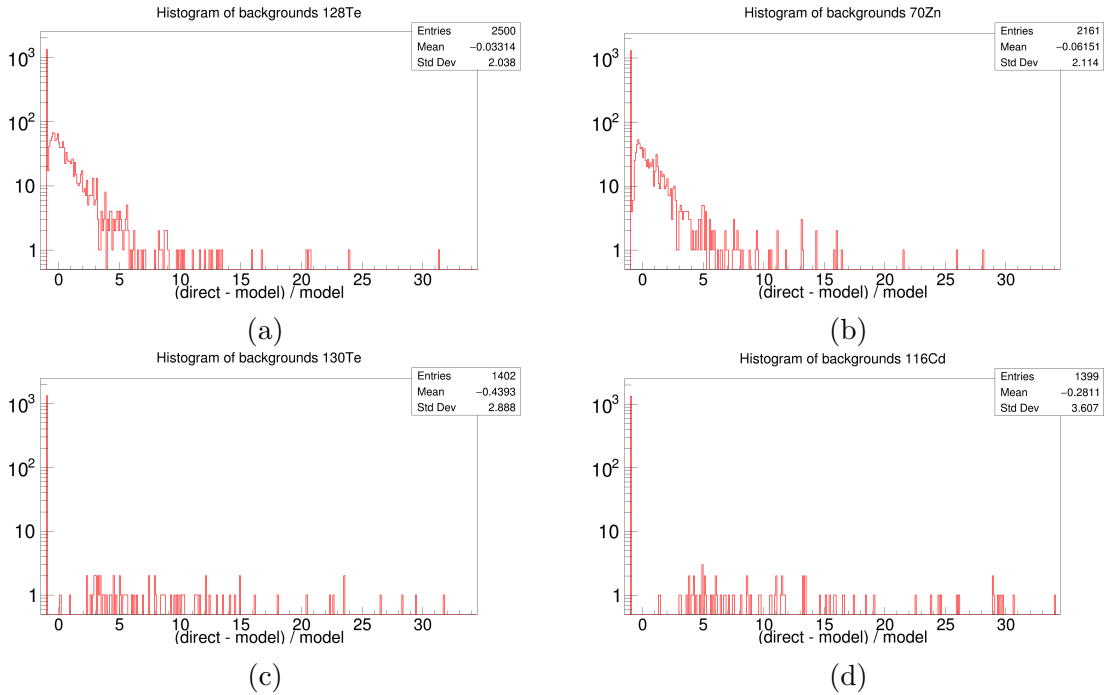 Histogram of backgrounds 128Te
Entries 2500
Mean −0.03314
Std Dev 2.038
10³
10²
10
1
0 5 10 15 20 25 30
(direct - model) / model
(a)
Histogram of backgrounds 70Zn
Entries 2161
Mean −0.06151
Std Dev 2.114
10³
10²
10
1
0 5 10 15 20 25 30
(direct - model) / model
(b)
Histogram of backgrounds 130Te
Entries 1402
Mean −0.4393
Std Dev 2.888
10³
10²
10
1
0 5 10 15 20 25 30
(direct - model) / model
(c)
Histogram of backgrounds 116Cd
Entries 1399
Mean −0.2811
Std Dev 3.607
10³
10²
10
1
0 5 10 15 20 25 30
(direct - model) / model
(d)